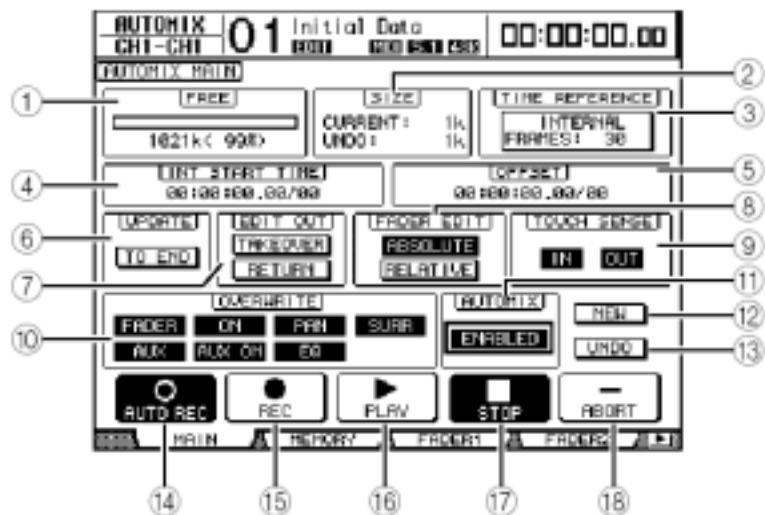 AUTOMIX
CH1-CH1
01
Initial Data
EDIT
MIDI 5.1 48k
00:00:00.00
AUTOMIX MAIN
①
FREE
1021k( 99%)
②
SIZE
CURRENT: 1k
UNDO: 1k
③
TIME REFERENCE
INTERNAL
FRAMES: 30
④
INT START TIME
00:00:00.00/00
⑤
OFFSET
00:00:00.00/00
⑥
UPDATE
TO END
⑦
EDIT OUT
TAKEOVER
RETURN
⑧
FADER EDIT
ABSOLUTE
RELATIVE
⑨
TOUCH SENSE
IN OUT
⑩
OVERWRITE
FADER ON PAN SURR
AUX AUX ON EQ
⑪
AUTOMIX
ENABLED
NEW
⑫
UNDO
⑬
AUTO REC REC PLAY STOP ABORT
MAIN MEMORY FADER1 FADER2
⑭ ⑮ ⑯ ⑰ ⑱